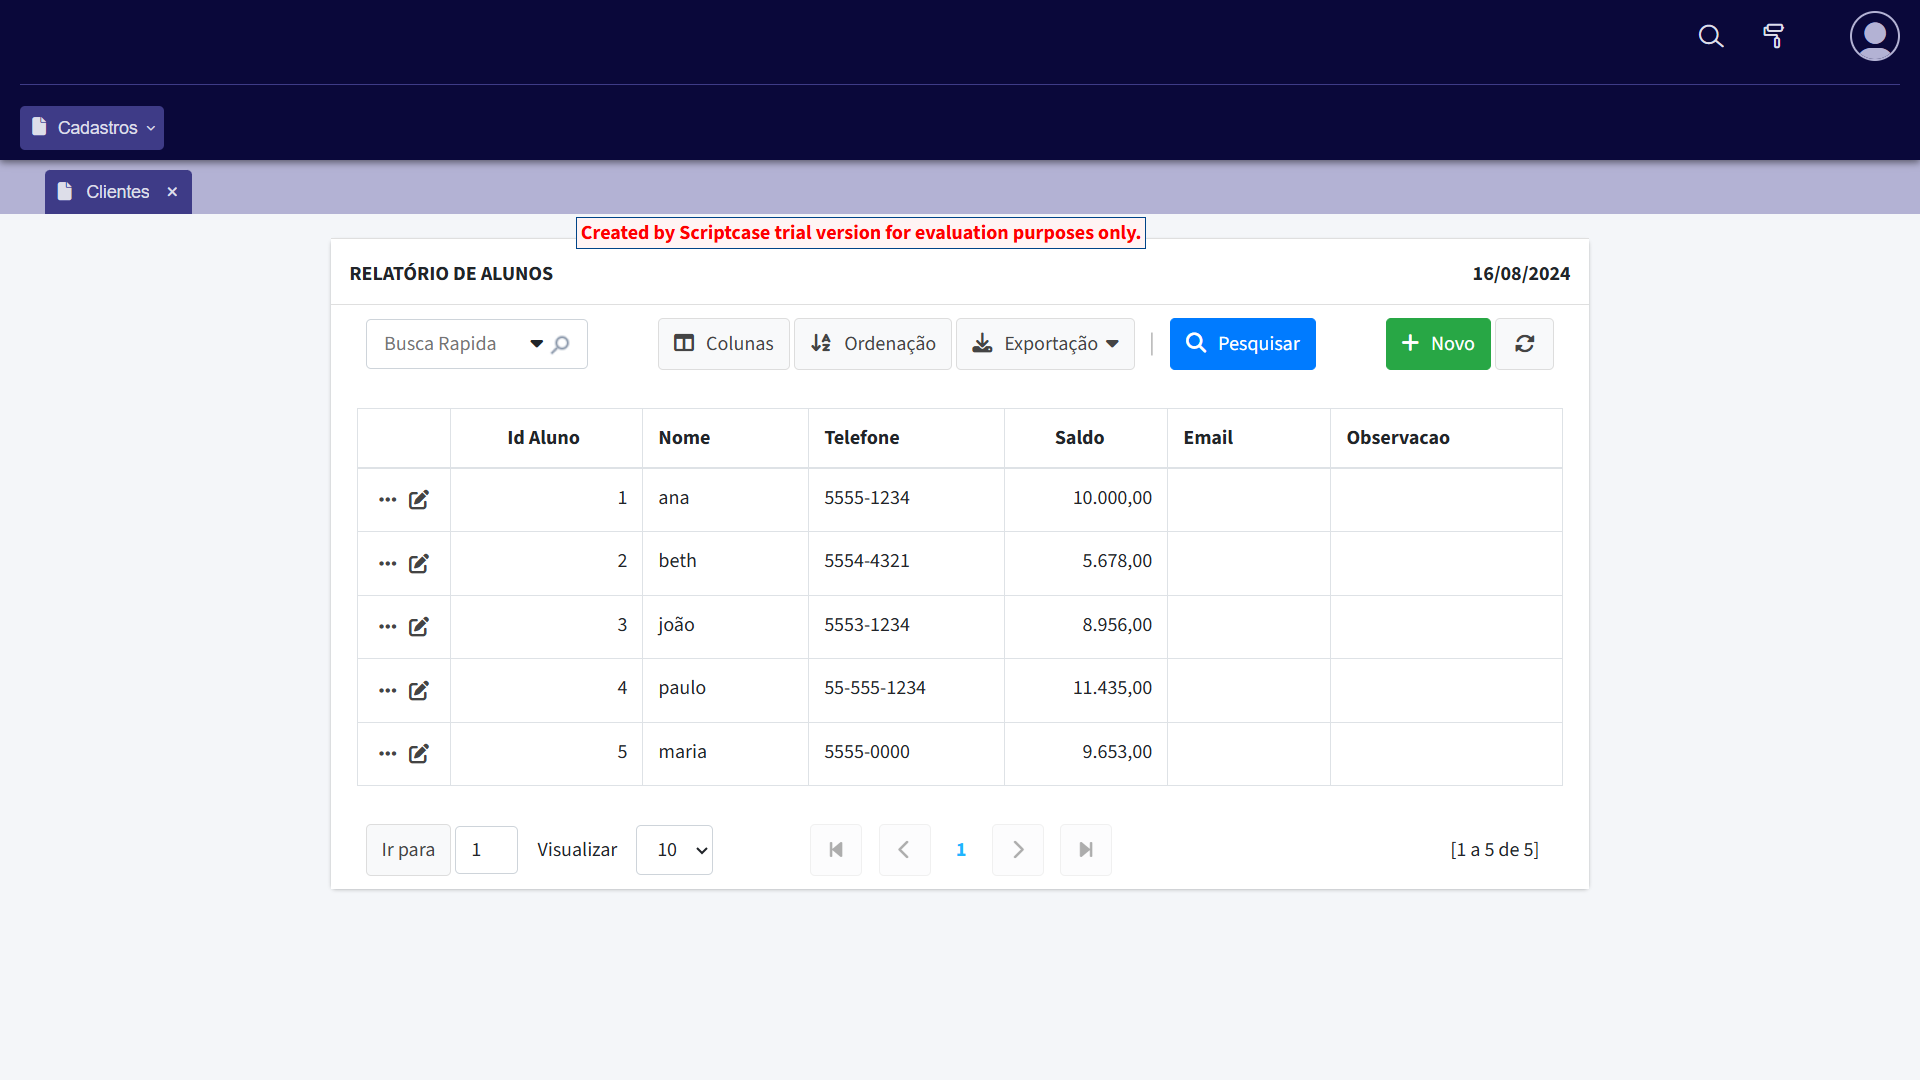 Cadastros
Clientes ×
Created by Scriptcase trial version for evaluation purposes only.
RELATÓRIO DE ALUNOS 16/08/2024
Busca Rapida Colunas Ordenação Exportação | Pesquisar + Novo
Id Aluno Nome Telefone Saldo Email Observacao
1 ana 5555-1234 10.000,00
2 beth 5554-4321 5.678,00
3 joão 5553-1234 8.956,00
4 paulo 55-555-1234 11.435,00
5 maria 5555-0000 9.653,00
Ir para 1 Visualizar 10 1 [1 a 5 de 5]